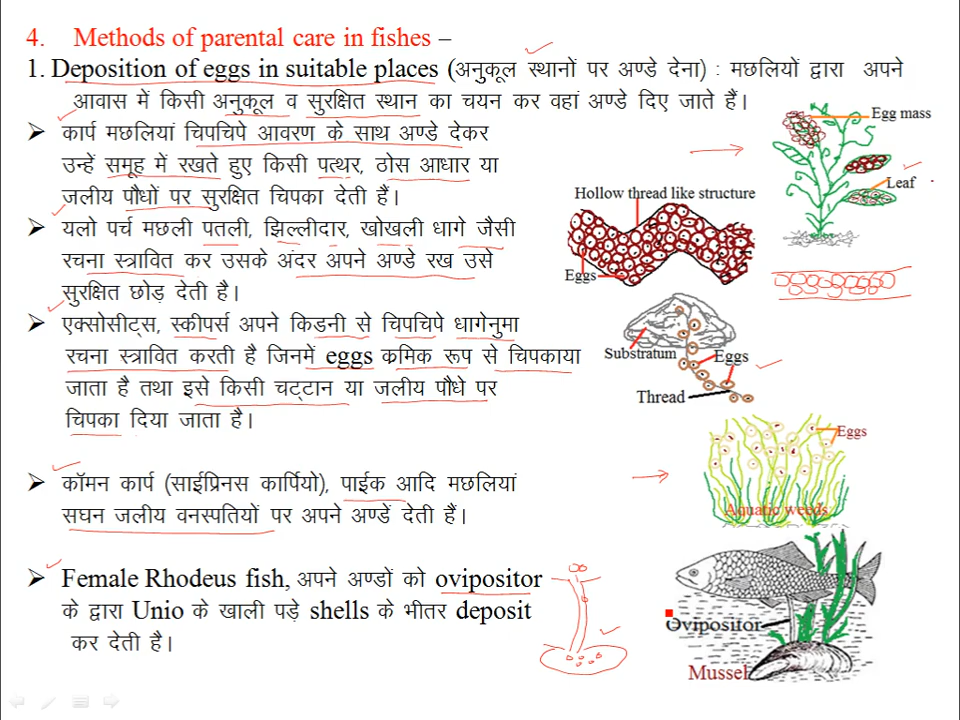 4. Methods of parental care in fishes –
1. Deposition of eggs in suitable places (अनुकूल स्थानों पर अण्डे देना) : मछलियों द्वारा अपने
आवास में किसी अनुकूल व सुरक्षित स्थान का चयन कर वहां अण्डे दिए जाते हैं।
➢ कार्प मछलियां चिपचिपे आवरण के साथ अण्डे देकर
उन्हें समूह में रखते हुए किसी पत्थर, ठोस आधार या
जलीय पौधों पर सुरक्षित चिपका देती हैं।
➢ यलो पर्च मछली पतली, झिल्लीदार, खोखली धागे जैसी
रचना स्त्रावित कर उसके अंदर अपने अण्डे रख उसे
सुरक्षित छोड़ देती है।
➢ एक्सोसीट्स, स्कीपर्स अपने किडनी से चिपचिपे धागेनुमा
रचना स्त्रावित करती है जिनमें eggs क्रमिक रूप से चिपकाया
जाता है तथा इसे किसी चट्टान या जलीय पौधे पर
चिपका दिया जाता है।
➢ कॉमन कार्प (साईप्रिनस कार्पियो), पाईक आदि मछलियां
सघन जलीय वनस्पतियों पर अपने अण्डें देती हैं।
➢ Female Rhodeus fish, अपने अण्डों को ovipositor
के द्वारा Unio के खाली पड़े shells के भीतर deposit
कर देती है।
Egg mass
Leaf
Hollow thread like structure
Eggs
Substratum
Eggs
Thread
Eggs
Aquatic weeds
Ovipositor
Mussel